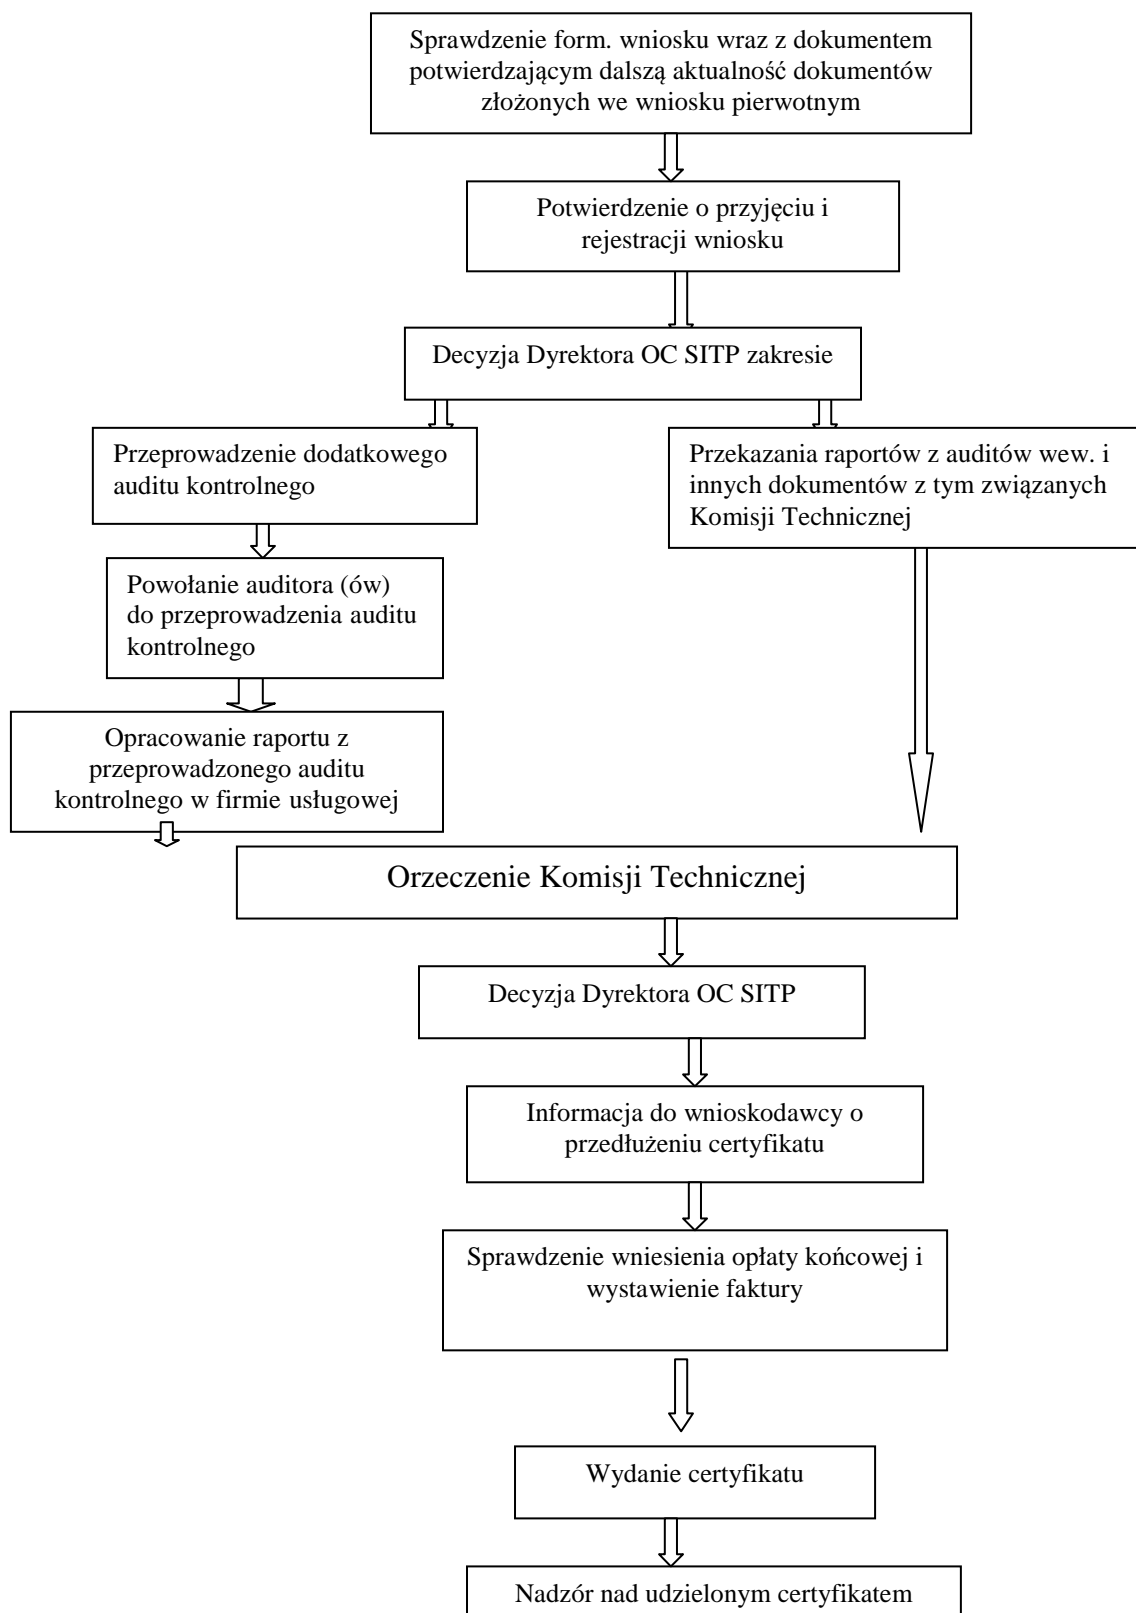 Sprawdzenie form. wniosku wraz z dokumentem
potwierdzającym dalszą aktualność dokumentów
złożonych we wniosku pierwotnym
Potwierdzenie o przyjęciu i
rejestracji wniosku
Decyzja Dyrektora OC SITP zakresie
Przeprowadzenie dodatkowego
auditu kontrolnego
Przekazania raportów z auditów wew. i
innych dokumentów z tym związanych
Komisji Technicznej
Powołanie auditora (ów)
do przeprowadzenia auditu
kontrolnego
Opracowanie raportu z
przeprowadzonego auditu
kontrolnego w firmie usługowej
Orzeczenie Komisji Technicznej
Decyzja Dyrektora OC SITP
Informacja do wnioskodawcy o
przedłużeniu certyfikatu
Sprawdzenie wniesienia opłaty końcowej i
wystawienie faktury
Wydanie certyfikatu
Nadzór nad udzielonym certyfikatem